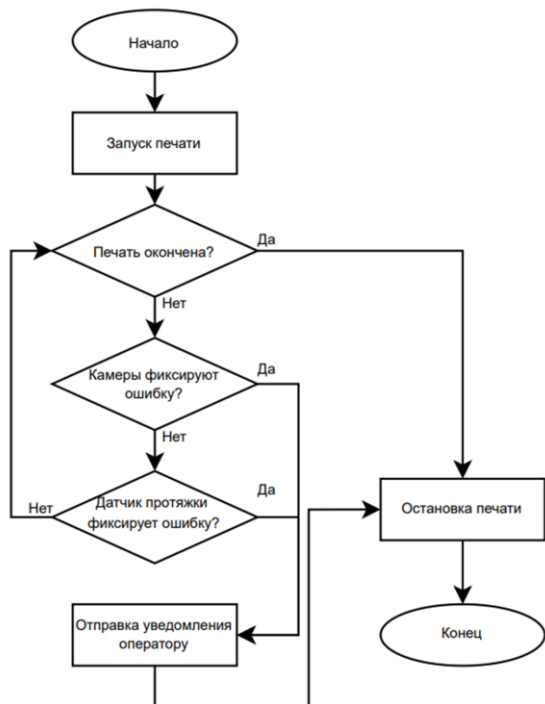 Начало
Запуск печати
Печать окончена?
Да
Нет
Камеры фиксируют
ошибку?
Да
Нет
Датчик протяжки
фиксирует ошибку?
Да
Нет
Остановка печати
Отправка уведомления
оператору
Конец